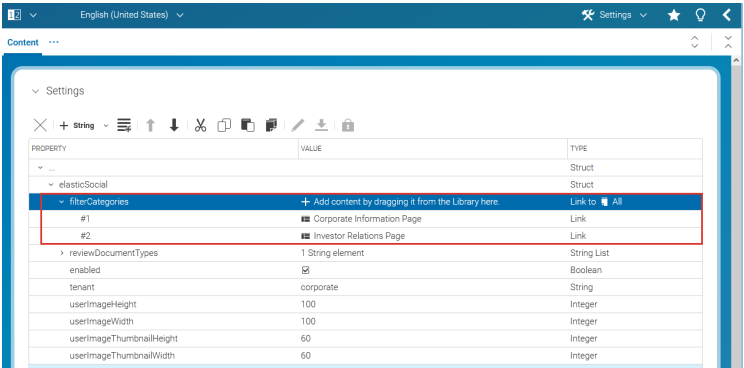 12 English (United States) Settings
Content ...
Settings
+ String
PROPERTY VALUE TYPE
... Struct
elasticSocial Struct
filterCategories + Add content by dragging it from the Library here. Link to All
#1 Corporate Information Page Link
#2 Investor Relations Page Link
reviewDocumentTypes 1 String element String List
enabled Boolean
tenant corporate String
userImageHeight 100 Integer
userImageWidth 100 Integer
userImageThumbnailHeight 60 Integer
userImageThumbnailWidth 60 Integer